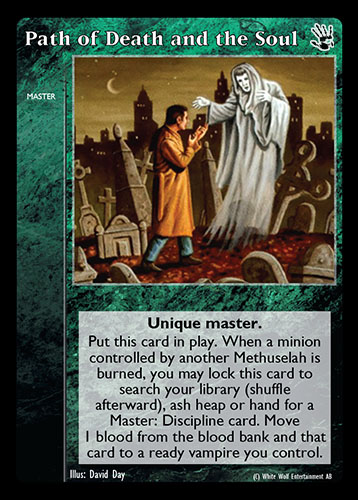 Path of Death and the Soul
MASTER
Unique master.
Put this card in play. When a minion
controlled by another Methuselah is
burned, you may lock this card to
search your library (shuffle
afterward), ash heap or hand for a
Master: Discipline card. Move
1 blood from the blood bank and that
card to a ready vampire you control.
Illus: David Day
(C) White Wolf Entertainment AB